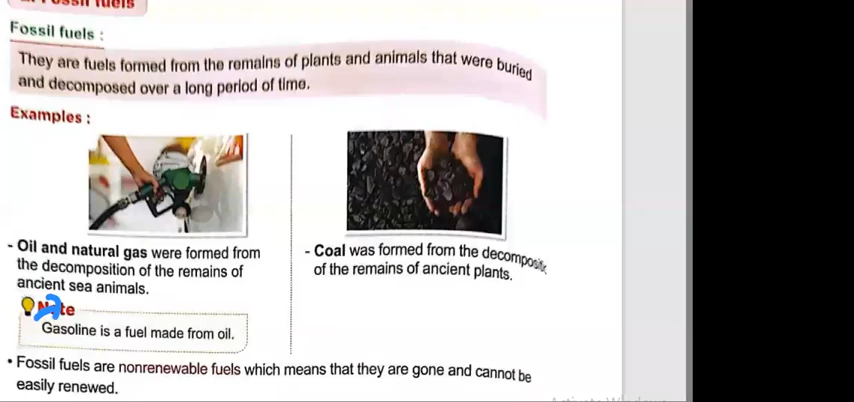 Fossil fuels
Fossil fuels :
They are fuels formed from the remains of plants and animals that were buried
and decomposed over a long period of time.
Examples :
- Oil and natural gas were formed from
the decomposition of the remains of
ancient sea animals.
Note
Gasoline is a fuel made from oil.
- Coal was formed from the
of the remains of ancient plants.
• Fossil fuels are nonrenewable fuels which means that they are gone and cannot be
easily renewed.